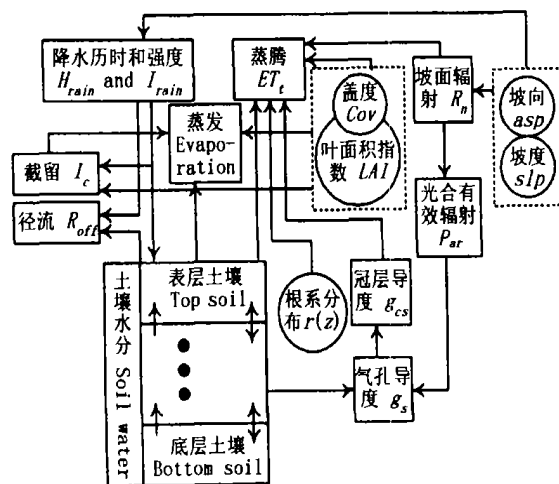 降水历时和强度
H_rain and I_rain
蒸腾
ET_t
坡面辐
射 R_n
坡向
asp
坡度
slp
盖度
Cov
叶面积指
数 LAI
蒸发
Evapo-
ration
截留 I_c
径流 R_off
光合有
效辐射
P_ar
土壤水分 Soil water
表层土壤
Top soil
根系分
布r(z)
冠层导
度 g_cs
气孔导
度 g_s
底层土壤
Bottom soil